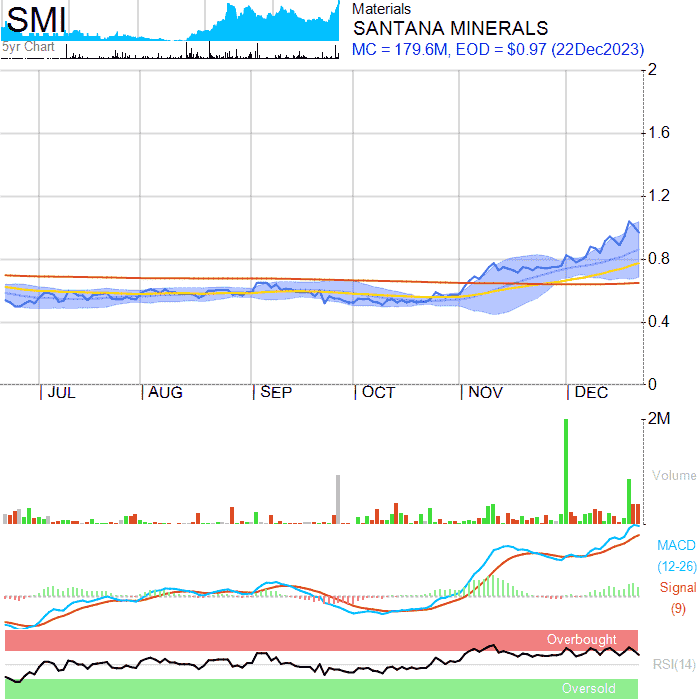 SMI
5yr Chart
Materials
SANTANA MINERALS
MC = 179.6M, EOD = $0.97 (22Dec2023)
2
1.6
1.2
0.8
0.4
0
JUL AUG SEP OCT NOV DEC
2M
Volume
MACD
(12-26)
Signal
(9)
Overbought
RSI(14)
Oversold